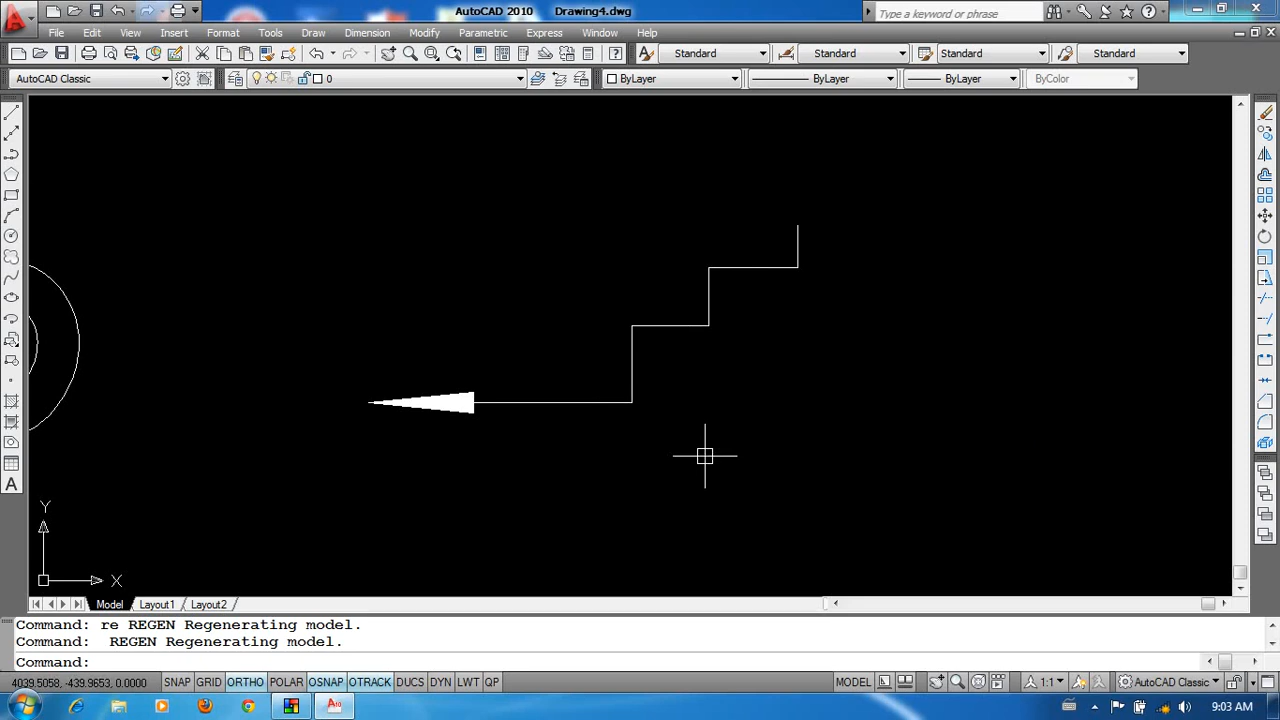 AutoCAD 2010 Drawing4.dwg
Type a keyword or phrase
File Edit View Insert Format Tools Draw Dimension Modify Parametric Express Window Help
Standard Standard Standard Standard
AutoCAD Classic 0 ByLayer ByLayer ByLayer ByColor
A
Y
X
Model Layout1 Layout2
Command: re REGEN Regenerating model.
Command:  REGEN Regenerating model.
Command:
4039.5058, -439.9653, 0.0000 SNAP GRID ORTHO POLAR OSNAP OTRACK DUCS DYN LWT QP MODEL 1:1 AutoCAD Classic
9:03 AM